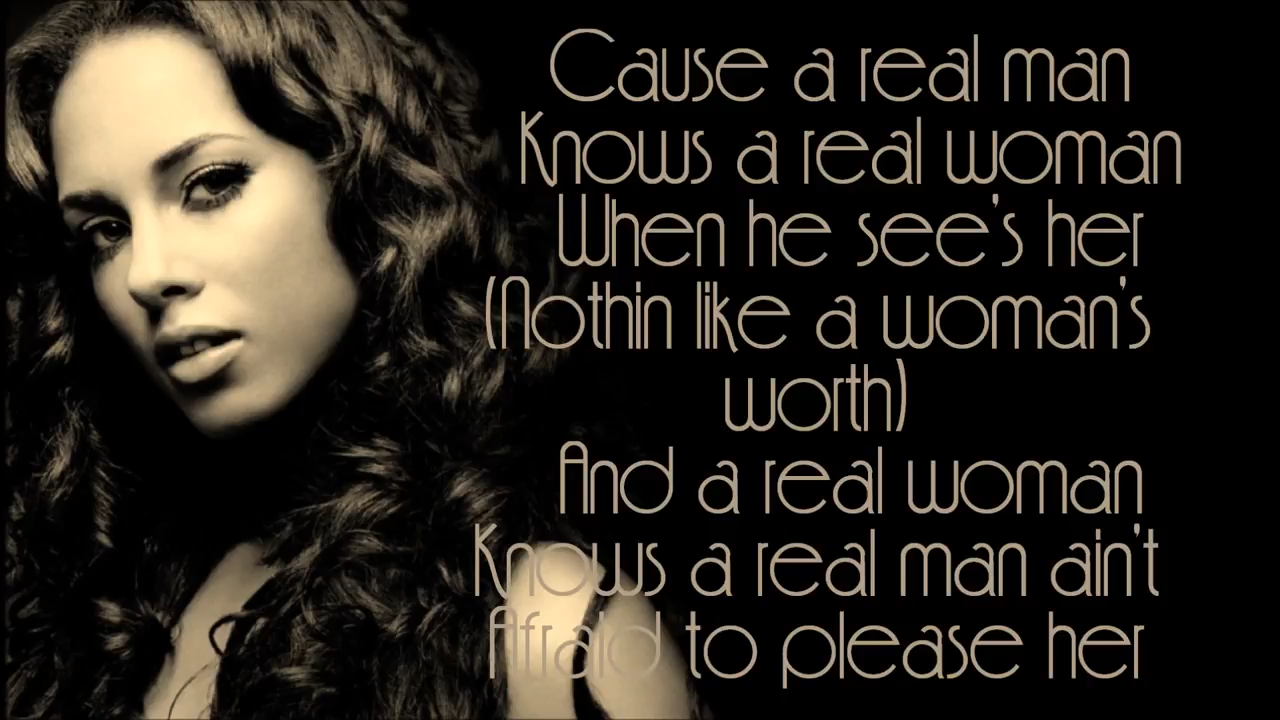 Cause a real man
Knows a real woman
When he see's her
(Nothin like a woman's
worth)
And a real woman
Knows a real man ain't
Afraid to please her